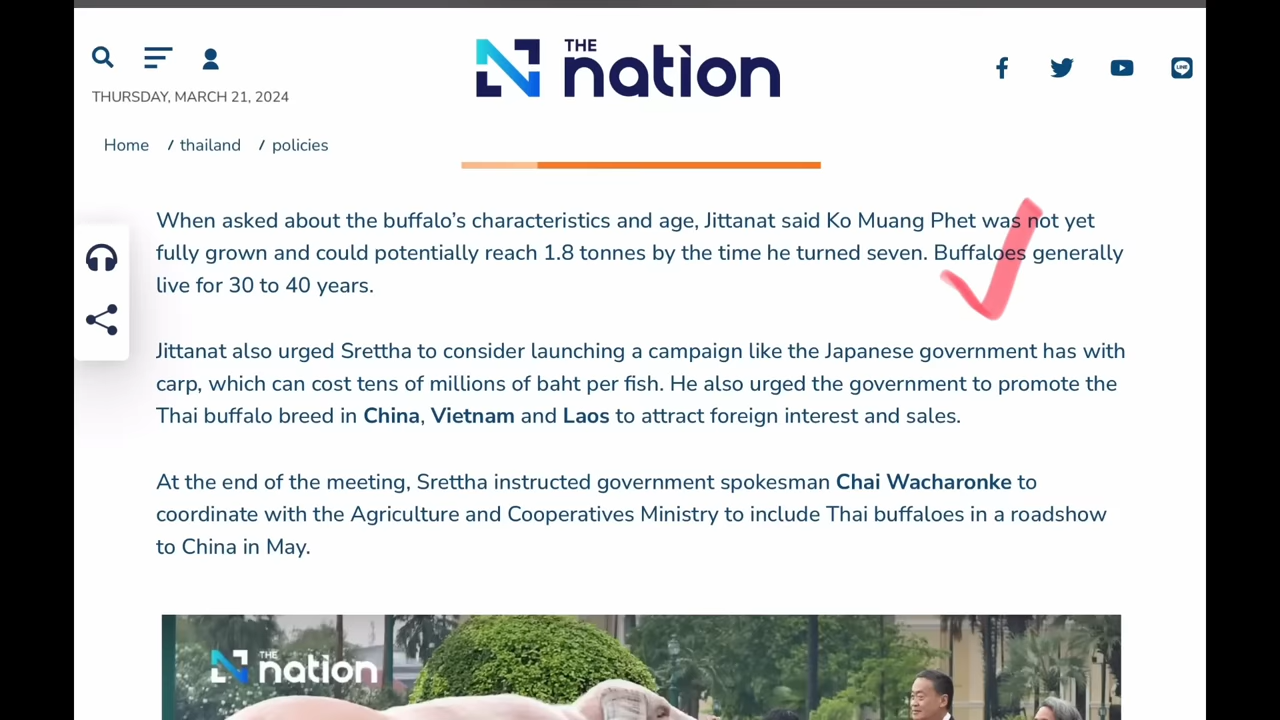 THE
nation
THURSDAY, MARCH 21, 2024
LINE
Home / thailand / policies
When asked about the buffalo’s characteristics and age, Jittanat said Ko Muang Phet was not yet
fully grown and could potentially reach 1.8 tonnes by the time he turned seven. Buffaloes generally
live for 30 to 40 years.
Jittanat also urged Srettha to consider launching a campaign like the Japanese government has with
carp, which can cost tens of millions of baht per fish. He also urged the government to promote the
Thai buffalo breed in China, Vietnam and Laos to attract foreign interest and sales.
At the end of the meeting, Srettha instructed government spokesman Chai Wacharonke to
coordinate with the Agriculture and Cooperatives Ministry to include Thai buffaloes in a roadshow
to China in May.
THE
nation